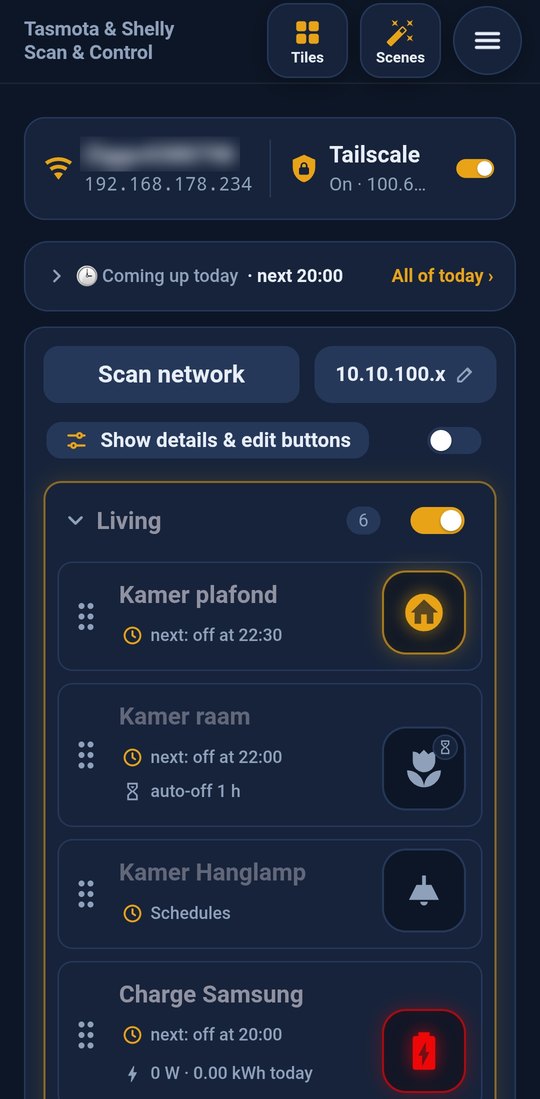 Tasmota & Shelly
Scan & Control
Tiles
Scenes
192.168.178.234
Tailscale
On · 100.6…
Coming up today · next 20:00
All of today ›
Scan network
10.10.100.x
Show details & edit buttons
Living
6
Kamer plafond
next: off at 22:30
Kamer raam
next: off at 22:00
auto-off 1 h
Kamer Hanglamp
Schedules
Charge Samsung
next: off at 20:00
0 W · 0.00 kWh today